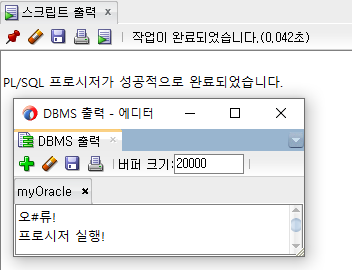 스크립트 출력 ×
작업이 완료되었습니다.(0,042초)
PL/SQL 프로시저가 성공적으로 완료되었습니다.
DBMS 출력 - 에디터
DBMS 출력 ×
버퍼 크기: 20000
myOracle ×
오#류!
프로시저 실행!